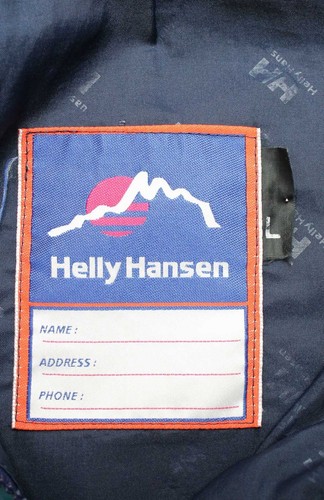 Helly Hansen
NAME :
ADDRESS :
PHONE :
L